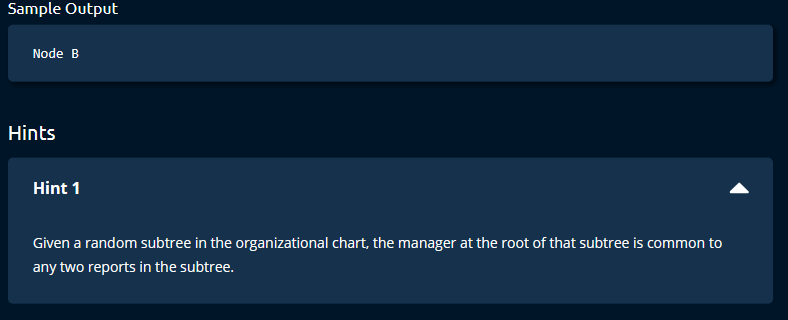 Sample Output
Node B
Hints
Hint 1
Given a random subtree in the organizational chart, the manager at the root of that subtree is common to
any two reports in the subtree.